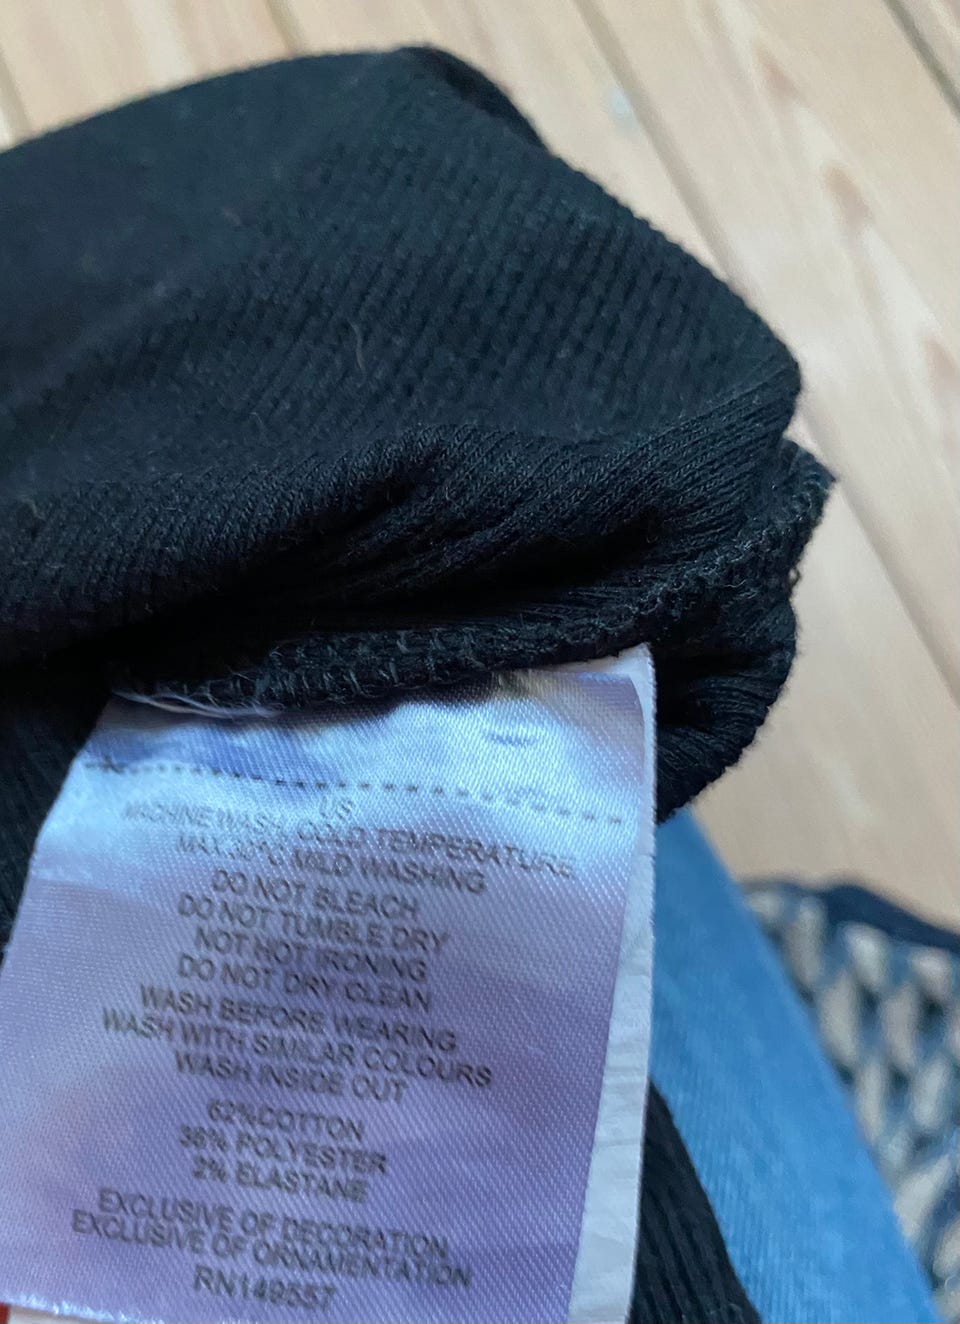 US
MACHINE WASH, COLD TEMPERATURE
MAX 30°C MILD WASHING
DO NOT BLEACH
DO NOT TUMBLE DRY
NOT HOT IRONING
DO NOT DRY CLEAN
WASH BEFORE WEARING
WASH WITH SIMILAR COLOURS
WASH INSIDE OUT
62%COTTON
36% POLYESTER
2% ELASTANE
EXCLUSIVE OF DECORATION
EXCLUSIVE OF ORNAMENTATION
RN149557